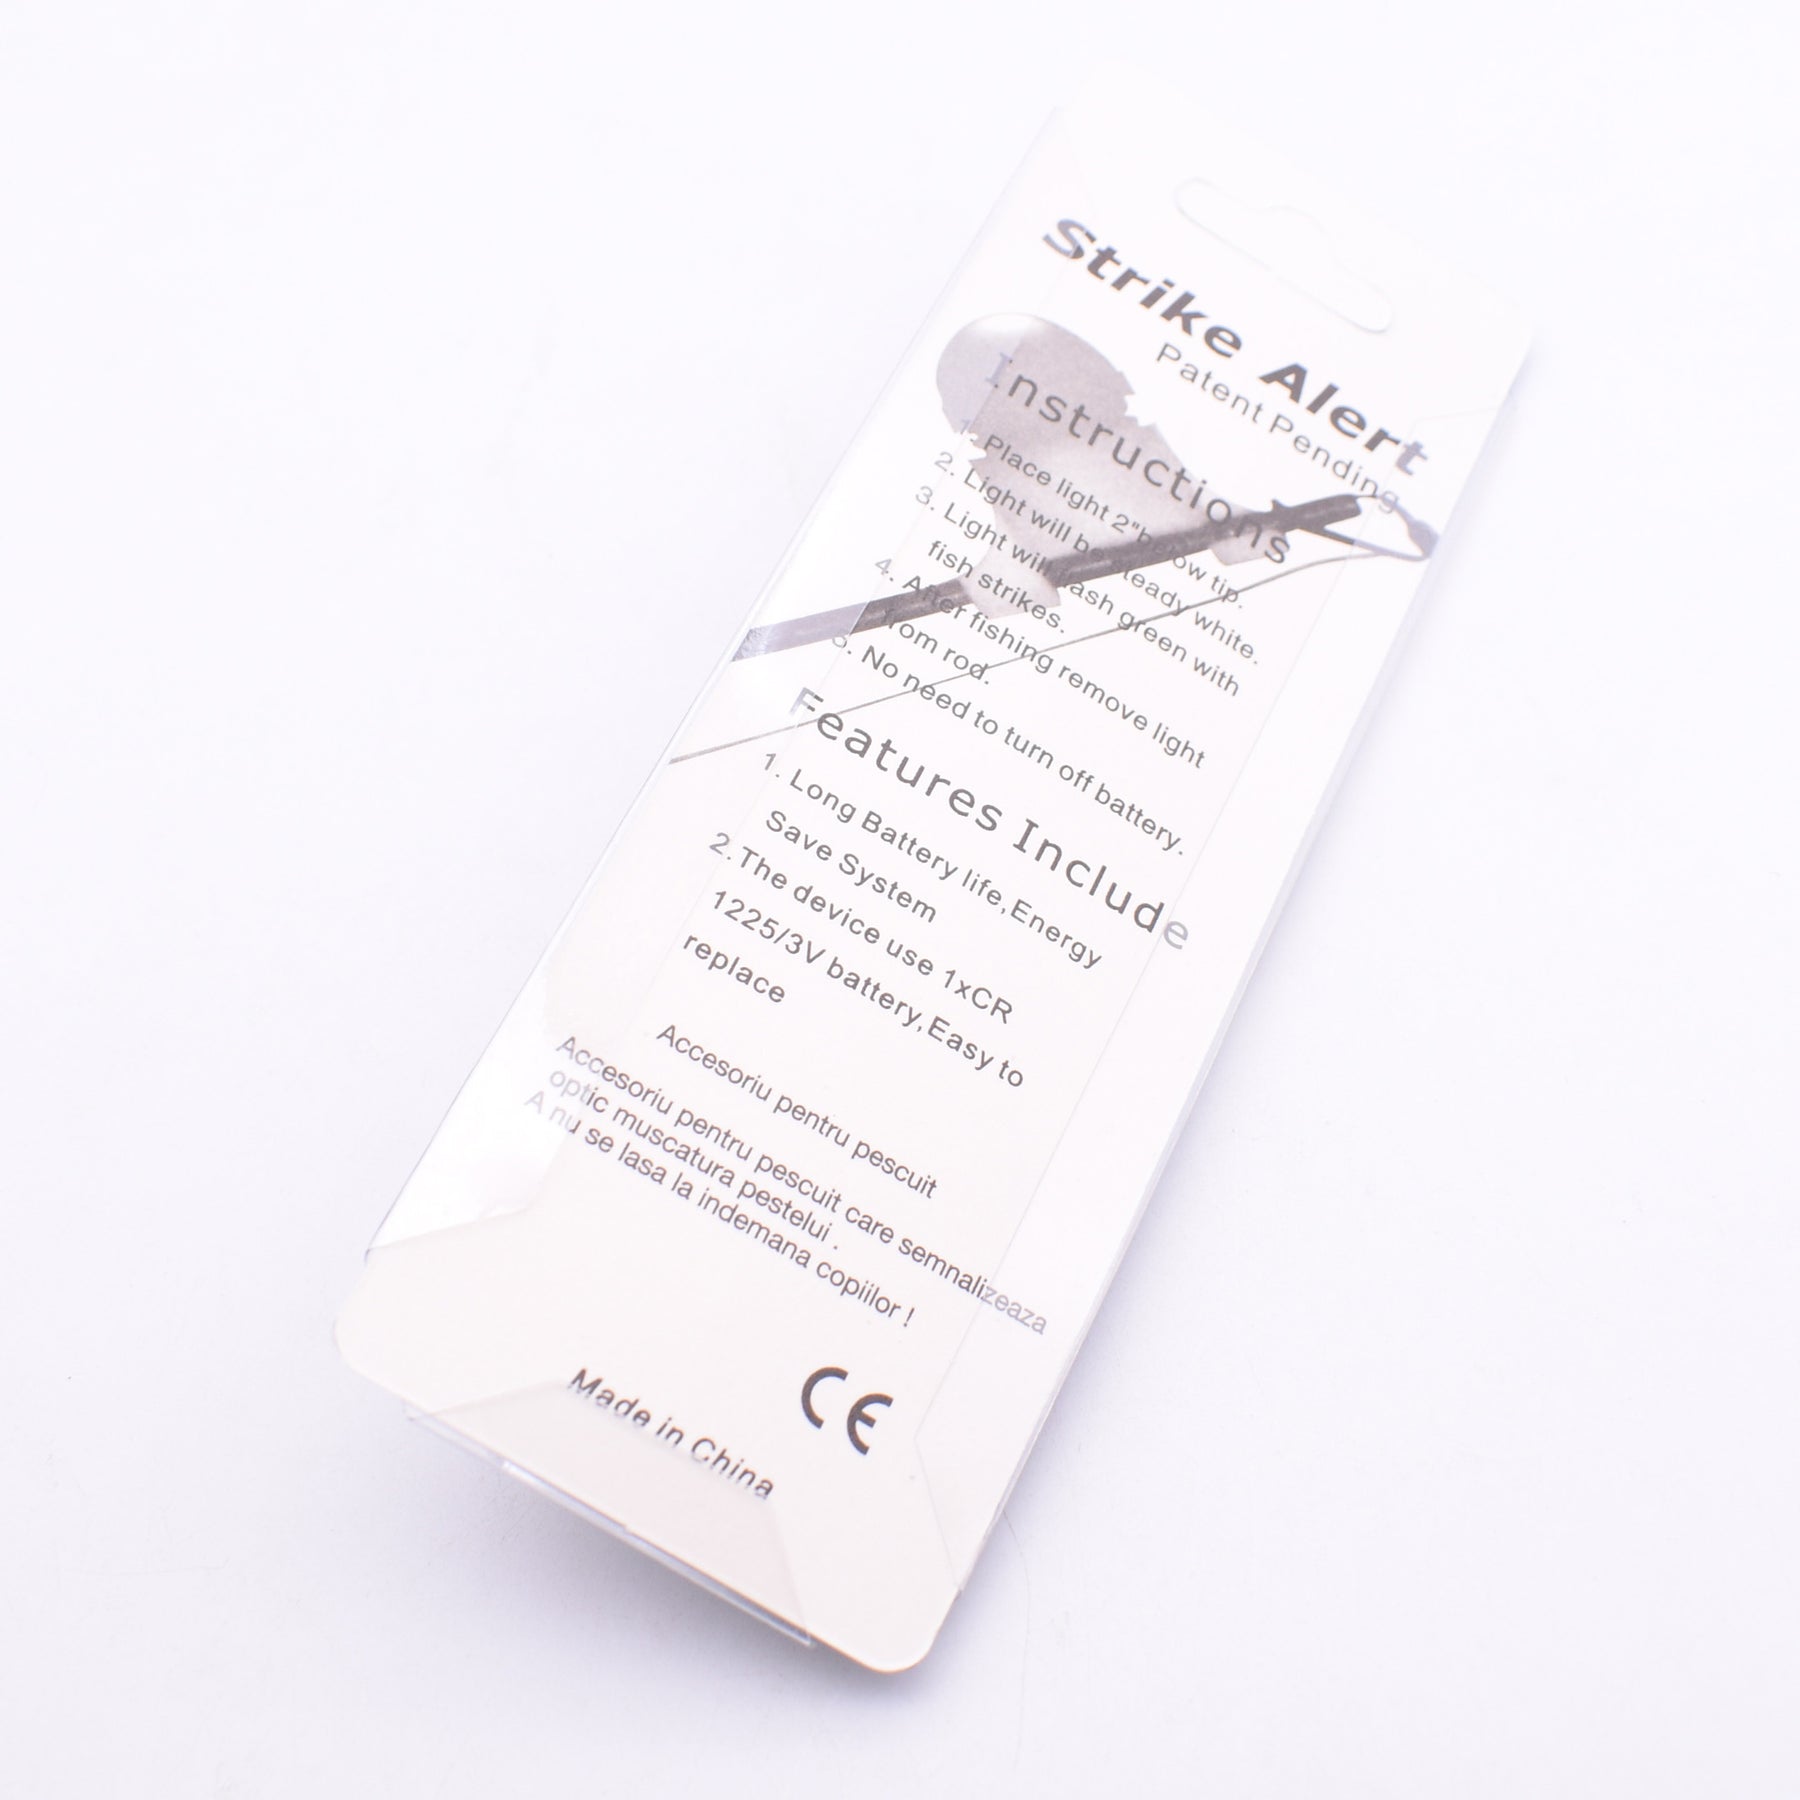 Strike Alert
Patent Pending
Instructions
1. Place light 2"below tip.
2. Light will be steady white.
3. Light will flash green with
fish strikes.
4. After fishing remove light
from rod.
5. No need to turn off battery.
Features Include
1. Long Battery life,Energy
Save System
2. The device use 1xCR
1225/3V battery,Easy to
replace
Accesoriu pentru pescuit
Accesoriu pentru pescuit care semnalizeaza
optic muscatura pestelui .
A nu se lasa la indemana copiilor !
CE
Made in China